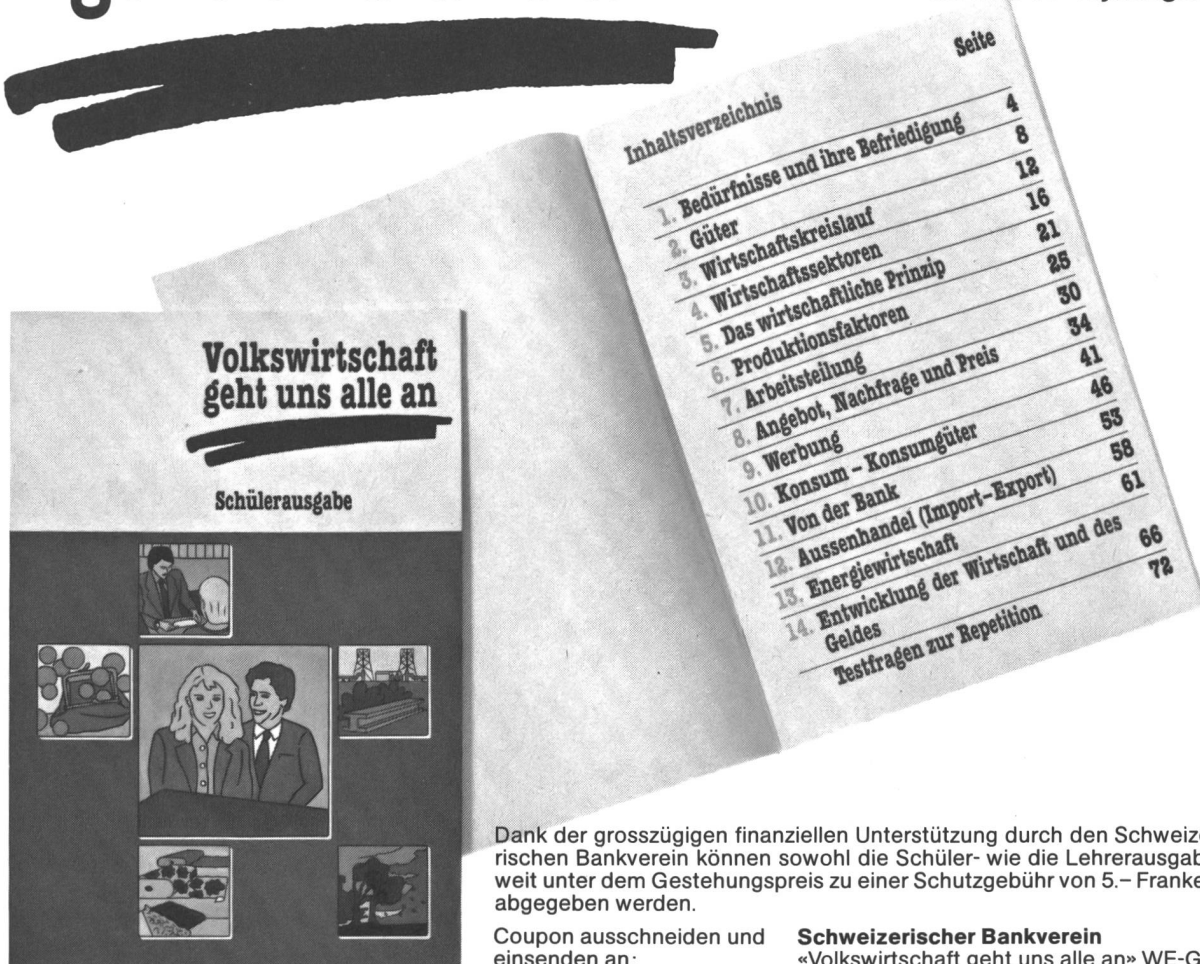 Inhaltsverzeichnis Seite
1. Bedürfnisse und ihre Befriedigung 4
2. Güter 8
3. Wirtschaftskreislauf 12
4. Wirtschaftssektoren 16
5. Das wirtschaftliche Prinzip 21
6. Produktionsfaktoren 25
7. Arbeitsteilung 30
8. Angebot, Nachfrage und Preis 34
9. Werbung 41
10. Konsum – Konsumgüter 46
11. Von der Bank 53
12. Aussenhandel (Import–Export) 58
13. Energiewirtschaft 61
14. Entwicklung der Wirtschaft und des
Geldes 66
Testfragen zur Repetition 72
Volkswirtschaft
geht uns alle an
Schülerausgabe
Dank der grosszügigen finanziellen Unterstützung durch den Schweize
rischen Bankverein können sowohl die Schüler- wie die Lehrerausgab
weit unter dem Gestehungspreis zu einer Schutzgebühr von 5.– Franke
abgegeben werden.
Coupon ausschneiden und
einsenden an:
Schweizerischer Bankverein
«Volkswirtschaft geht uns alle an» WE-G